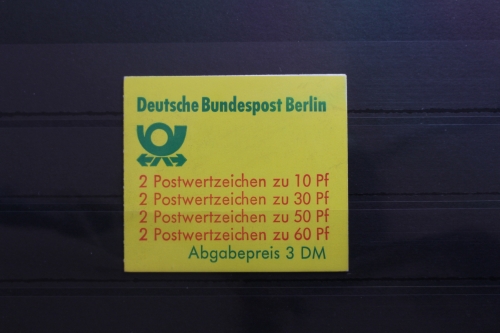 Deutsche Bundespost Berlin
2 Postwertzeichen zu 10 Pf
2 Postwertzeichen zu 30 Pf
2 Postwertzeichen zu 50 Pf
2 Postwertzeichen zu 60 Pf
Abgabepreis 3 DM